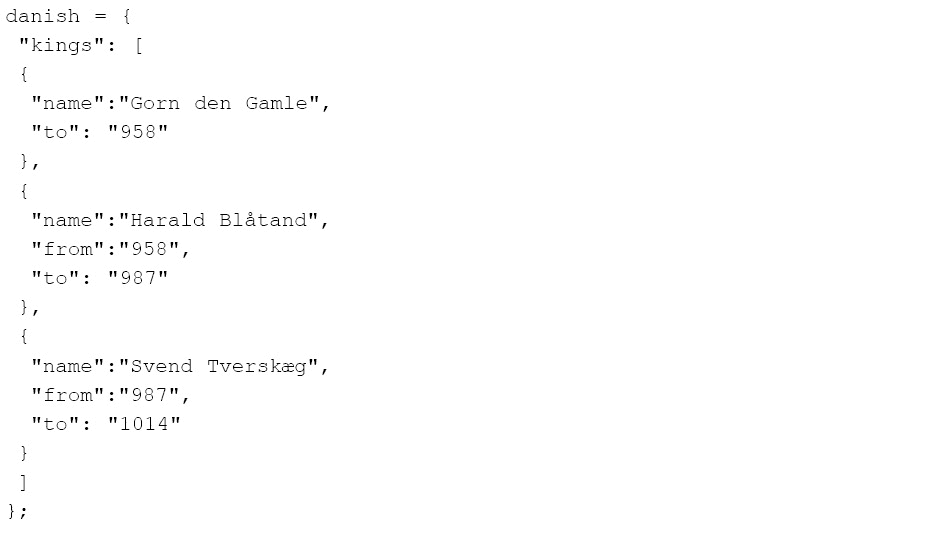 danish = {
 "kings": [
 {
  "name":"Gorn den Gamle",
  "to": "958"
 },
 {
  "name":"Harald Blåtand",
  "from":"958",
  "to": "987"
 },
 {
  "name":"Svend Tverskæg",
  "from":"987",
  "to": "1014"
 }
 ]
};